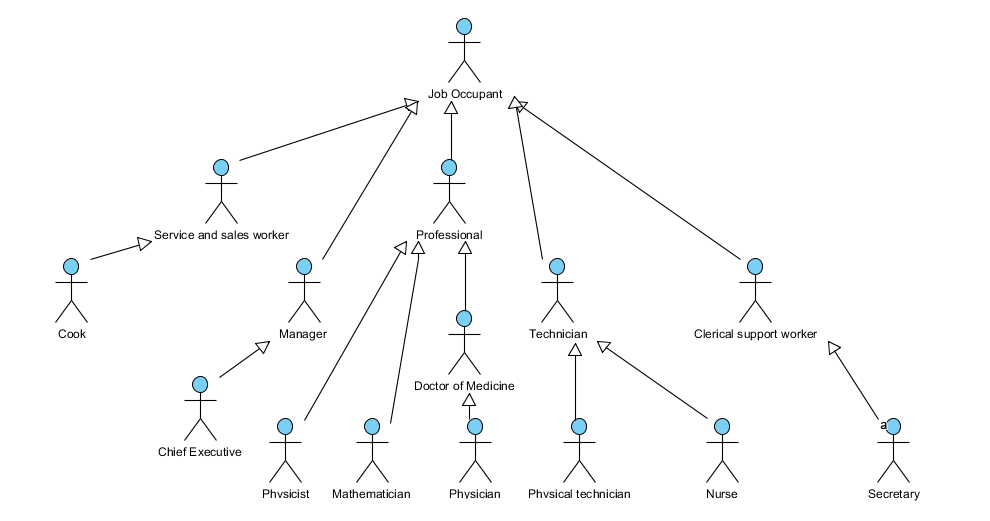 Job Occupant
Service and sales worker
Professional
Cook
Manager
Technician
Clerical support worker
Doctor of Medicine
Chief Executive
a
Physicist
Mathematician
Physician
Physical technician
Nurse
Secretary